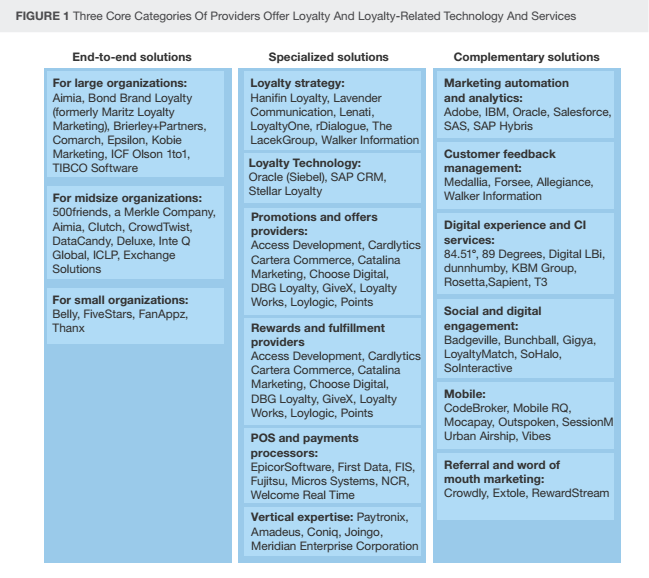 FIGURE 1 Three Core Categories Of Providers Offer Loyalty And Loyalty-Related Technology And Services
End-to-end solutions
For large organizations:
Aimia, Bond Brand Loyalty
(formerly Maritz Loyalty
Marketing), Brierley+Partners,
Comarch, Epsilon, Kobie
Marketing, ICF Olson 1to1,
TIBCO Software
For midsize organizations:
500friends, a Merkle Company,
Aimia, Clutch, CrowdTwist,
DataCandy, Deluxe, Inte Q
Global, ICLP, Exchange
Solutions
For small organizations:
Belly, FiveStars, FanAppz,
Thanx
Specialized solutions
Loyalty strategy:
Hanifin Loyalty, Lavender
Communication, Lenati,
LoyaltyOne, rDialogue, The
LacekGroup, Walker Information
Loyalty Technology:
Oracle (Siebel), SAP CRM,
Stellar Loyalty
Promotions and offers
providers:
Access Development, Cardlytics
Cartera Commerce, Catalina
Marketing, Choose Digital,
DBG Loyalty, GiveX, Loyalty
Works, Loylogic, Points
Rewards and fulfillment
providers
Access Development, Cardlytics
Cartera Commerce, Catalina
Marketing, Choose Digital,
DBG Loyalty, GiveX, Loyalty
Works, Loylogic, Points
POS and payments
processors:
EpicorSoftware, First Data, FIS,
Fujitsu, Micros Systems, NCR,
Welcome Real Time
Vertical expertise: Paytronix,
Amadeus, Coniq, Joingo,
Meridian Enterprise Corporation
Complementary solutions
Marketing automation
and analytics:
Adobe, IBM, Oracle, Salesforce,
SAS, SAP Hybris
Customer feedback
management:
Medallia, Forsee, Allegiance,
Walker Information
Digital experience and CI
services:
84.51°, 89 Degrees, Digital LBi,
dunnhumby, KBM Group,
Rosetta,Sapient, T3
Social and digital
engagement:
Badgeville, Bunchball, Gigya,
LoyaltyMatch, SoHalo,
SoInteractive
Mobile:
CodeBroker, Mobile RQ,
Mocapay, Outspoken, SessionM
Urban Airship, Vibes
Referral and word of
mouth marketing:
Crowdly, Extole, RewardStream